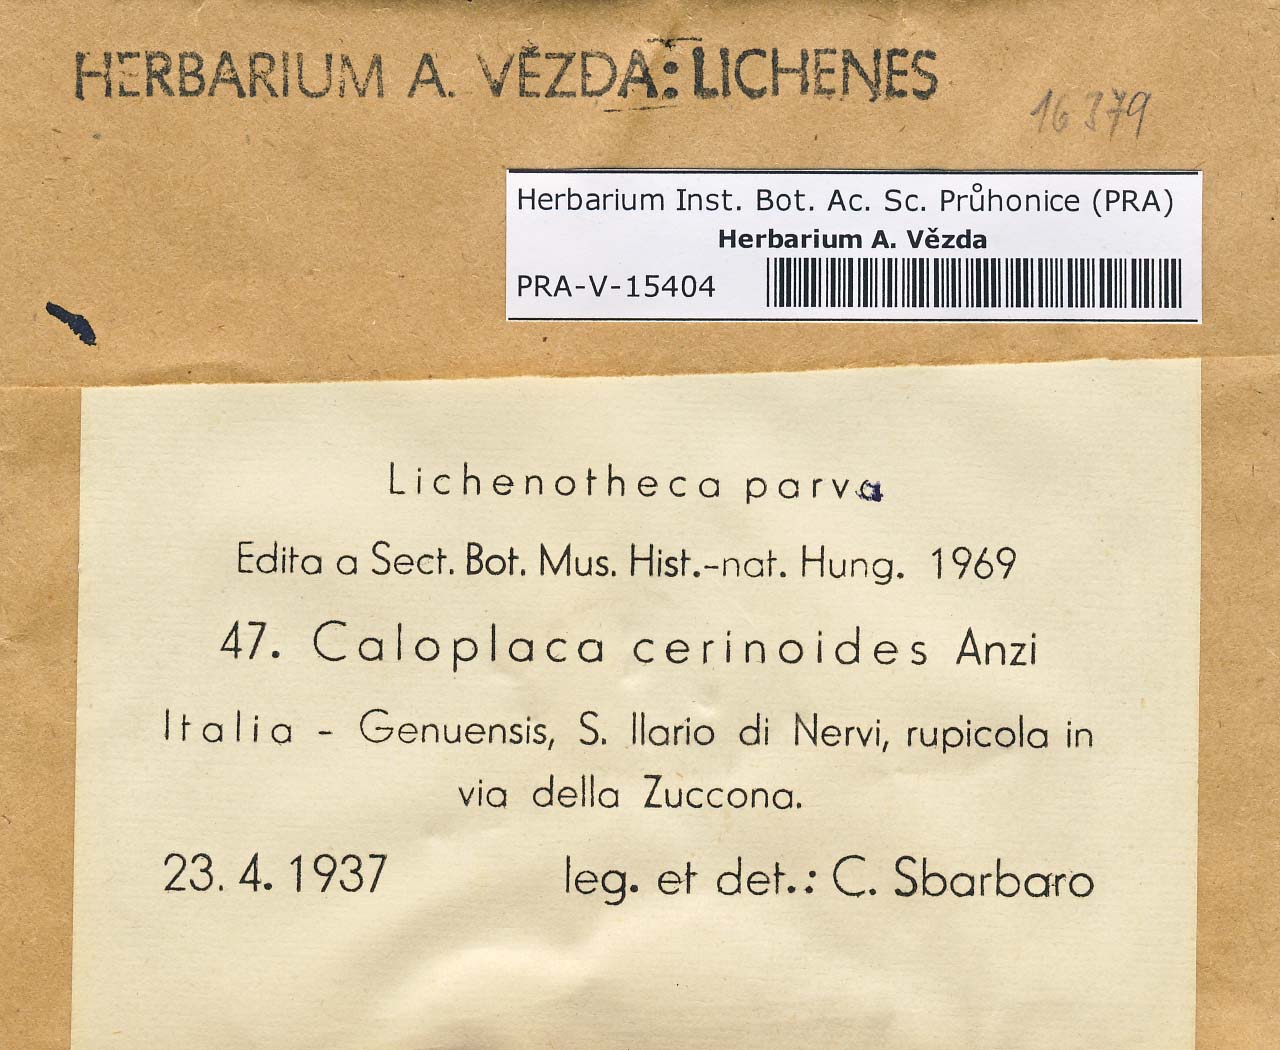 HERBARIUM A. VĚZDA: LICHENES
16379
Herbarium Inst. Bot. Ac. Sc. Průhonice (PRA)
Herbarium A. Vězda
PRA-V-15404
Lichenotheca parva
Edita a Sect. Bot. Mus. Hist.-nat. Hung. 1969
47. Caloplaca cerinoides Anzi
Italia - Genuensis, S. Ilario di Nervi, rupicola in
via della Zuccona.
23. 4. 1937 leg. et det.: C. Sbarbaro